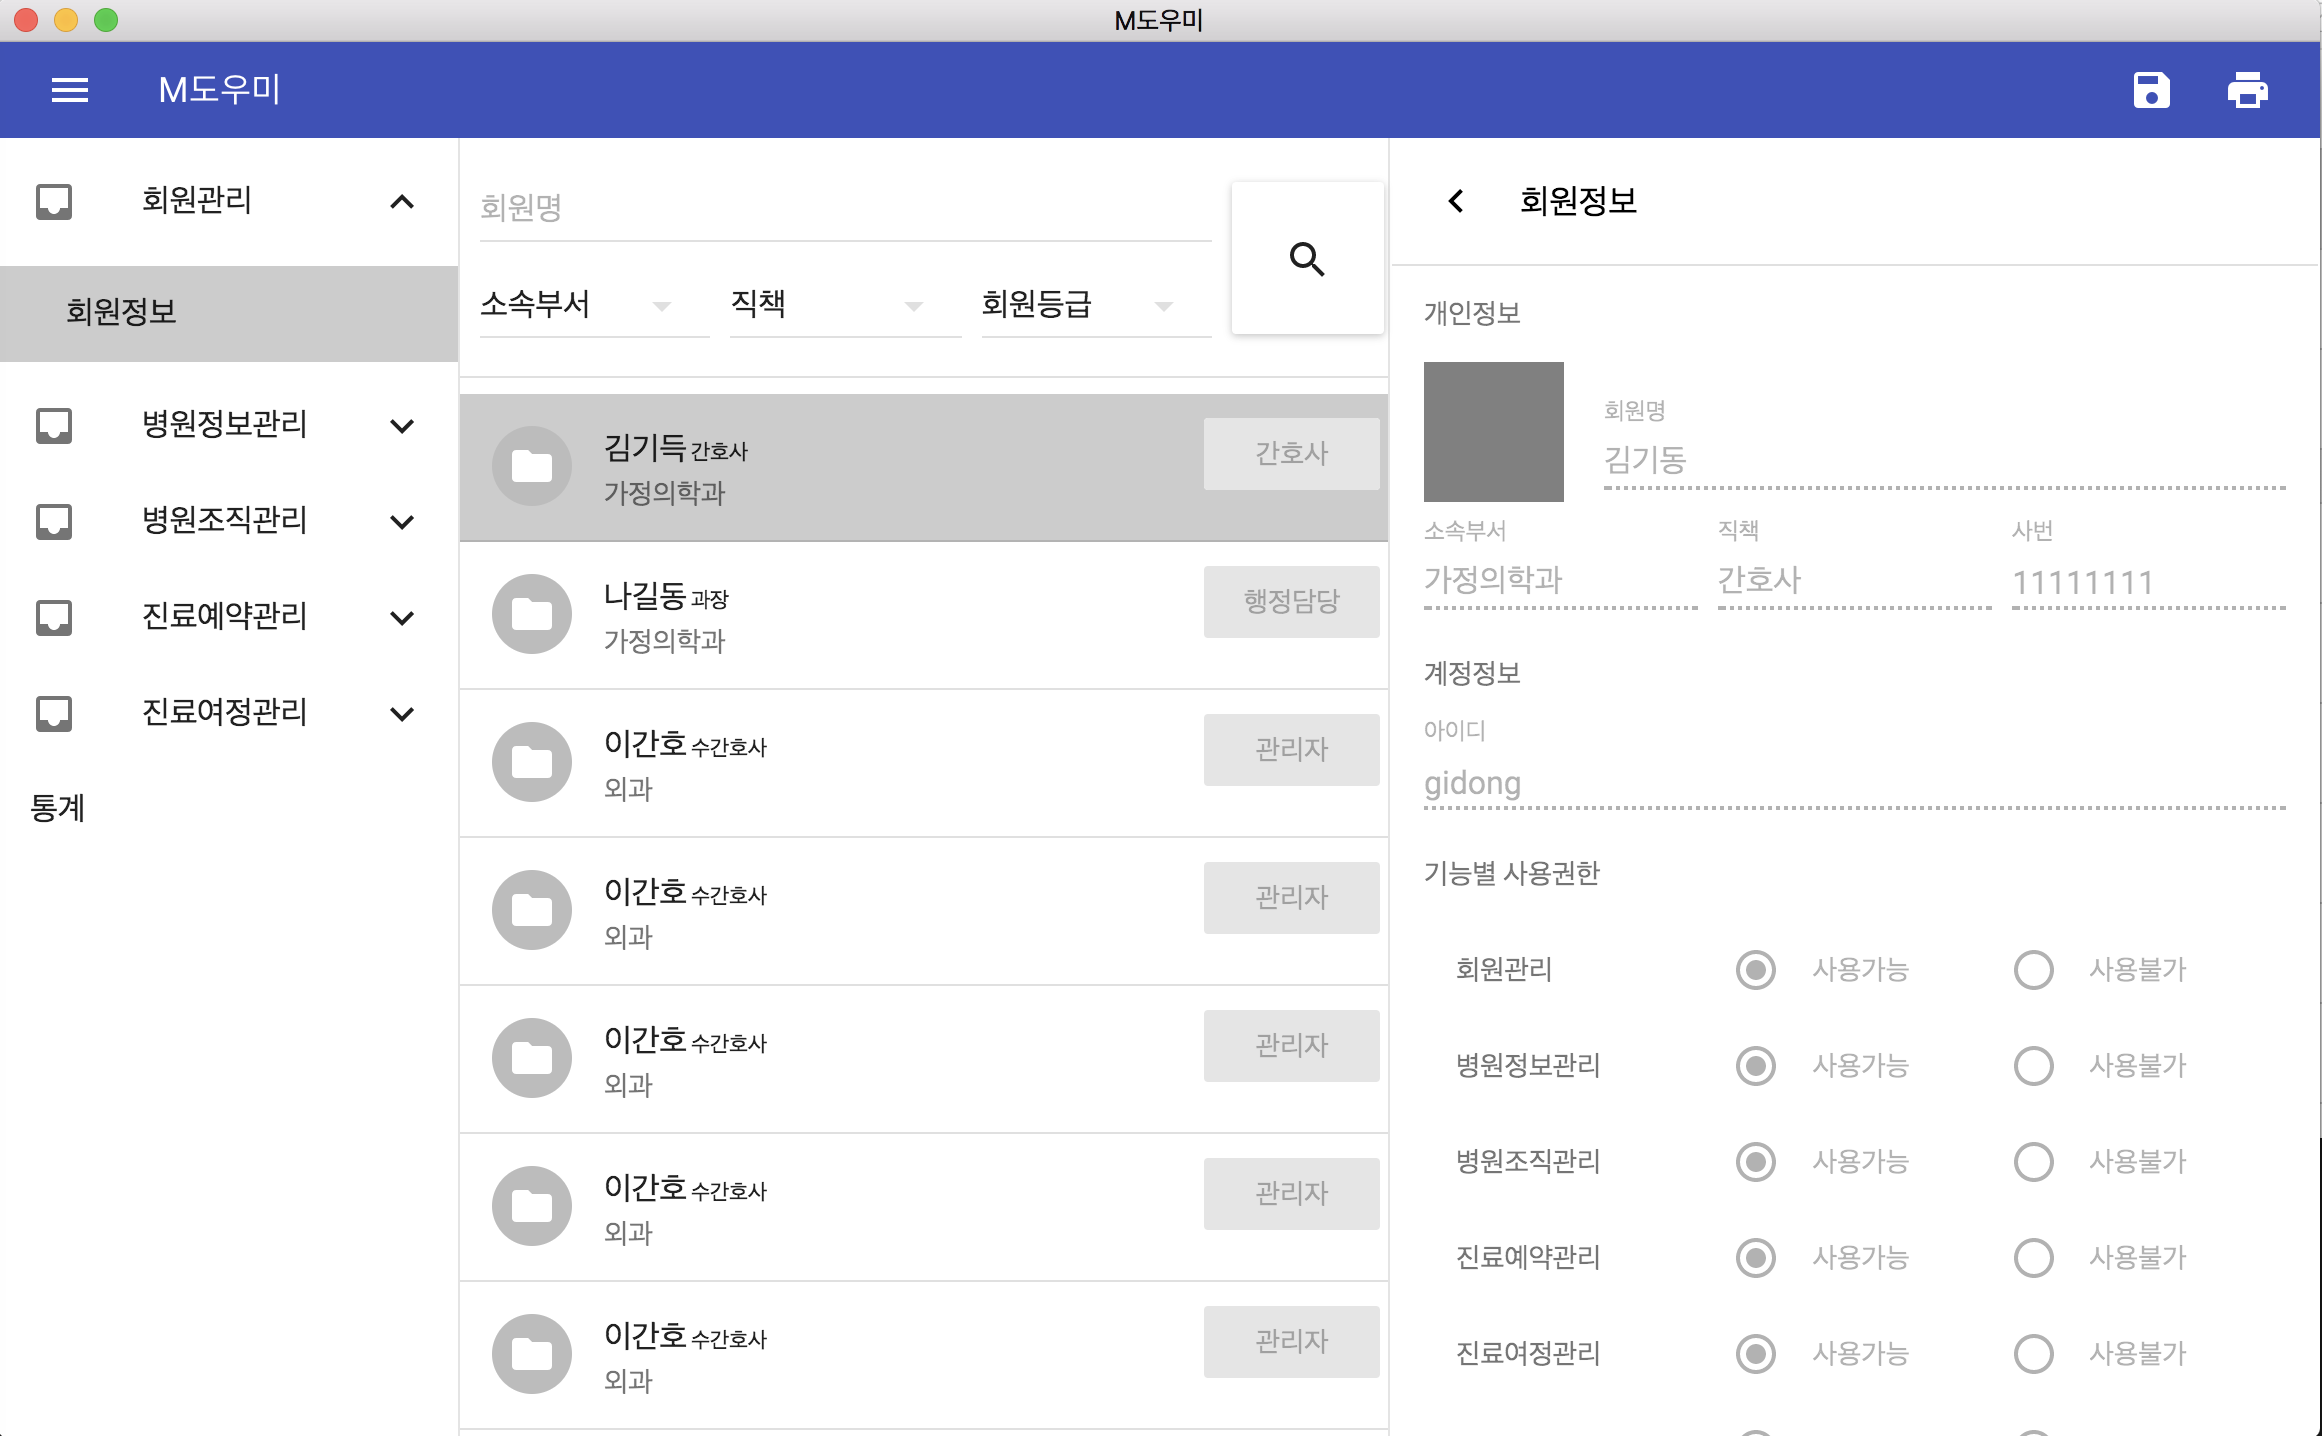 M도우미
M도우미
회원관리
회원정보
병원정보관리
병원조직관리
진료예약관리
진료여정관리
통계
회원명
소속부서 직책 회원등급
김기득 간호사 간호사
가정의학과
나길동 과장 행정담당
가정의학과
이간호 수간호사 관리자
외과
이간호 수간호사 관리자
외과
이간호 수간호사 관리자
외과
이간호 수간호사 관리자
외과
이간호 수간호사 관리자
외과
회원정보
개인정보
회원명
김기동
소속부서 직책 사번
가정의학과 간호사 11111111
계정정보
아이디
gidong
기능별 사용권한
회원관리 사용가능 사용불가
병원정보관리 사용가능 사용불가
병원조직관리 사용가능 사용불가
진료예약관리 사용가능 사용불가
진료여정관리 사용가능 사용불가